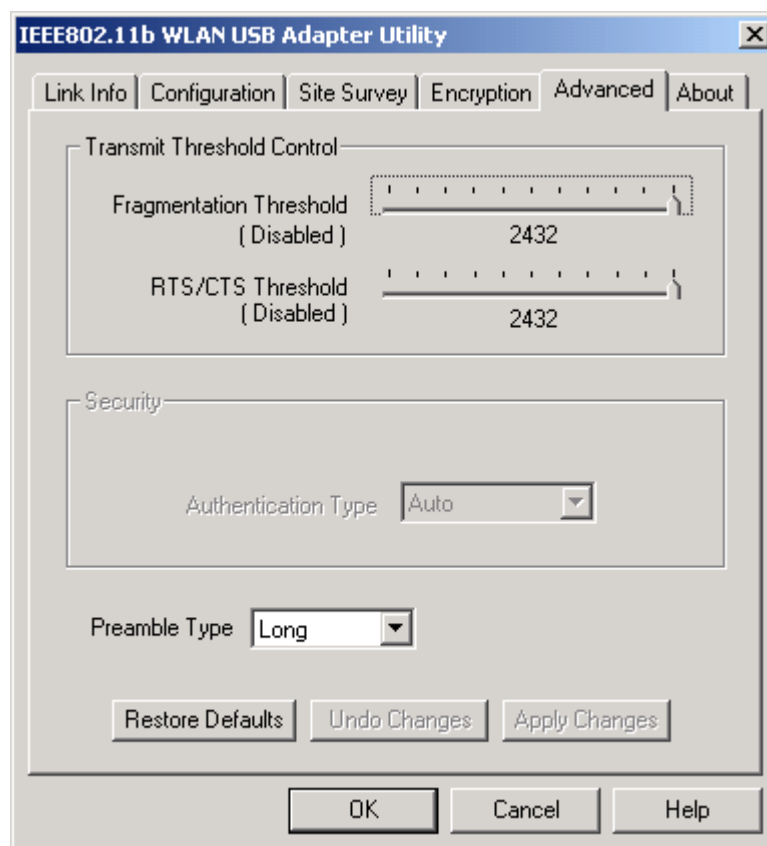 IEEE802.11b WLAN USB Adapter Utility
Link Info Configuration Site Survey Encryption Advanced About
Transmit Threshold Control
Fragmentation Threshold
( Disabled )
2432
RTS/CTS Threshold
( Disabled )
2432
Security
Authentication Type Auto
Preamble Type Long
Restore Defaults Undo Changes Apply Changes
OK Cancel Help